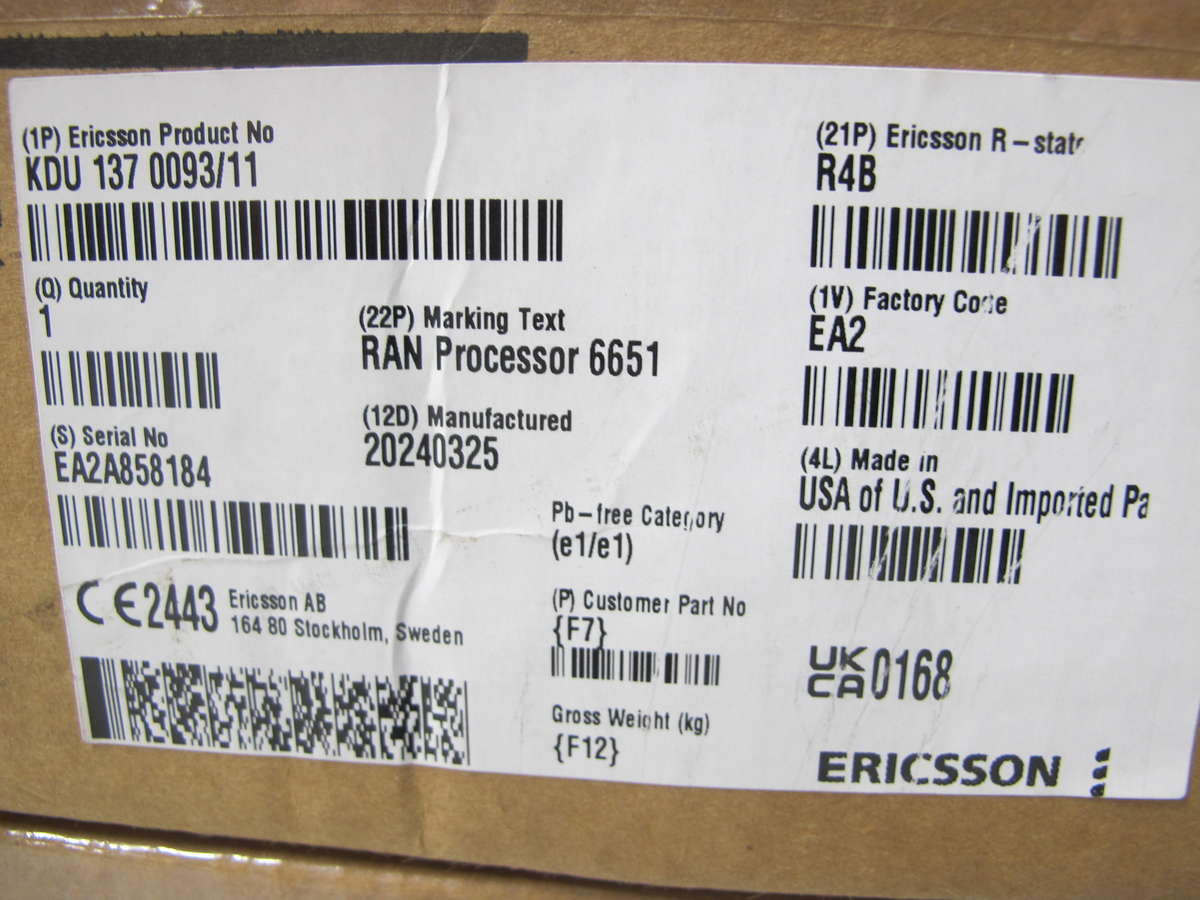 (1P) Ericsson Product No
KDU 137 0093/11
(21P) Ericsson R-state
R4B
(Q) Quantity
1
(22P) Marking Text
RAN Processor 6651
(1V) Factory Code
EA2
(12D) Manufactured
20240325
(S) Serial No
EA2A858184
(4L) Made in
USA of U.S. and Imported Pa
Pb-free Category
(e1/e1)
CE2443
Ericsson AB
164 80 Stockholm, Sweden
(P) Customer Part No
{F7}
Gross Weight (kg)
{F12}
UK
CA 0168
ERICSSON